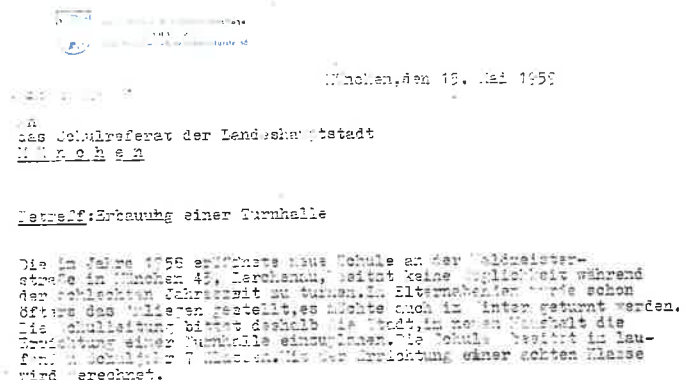 München,den 15. Mai 1959
An
das Schulreferat der Landeshauptstadt
M ü n c h e n
Betreff:Erbauung einer Turnhalle
Die im Jahre 1958 eröffnete neue Schule an der Waldmeister-
straße in München 45, Lerchenau, besitzt keine Möglichkeit während
der schlechten Jahreszeit zu turnen.In Elternabenden wurde schon
öfters das Anliegen gestellt,es möchte auch im Winter geturnt werden.
Die Schulleitung bittet deshalb die Stadt,im neuen Haushalt die
Errichtung einer Turnhalle einzuplanen.Die Schule besitzt im lau-
fenden Schuljahr 7 Klassen.Mit der Errichtung einer achten Klasse
wird gerechnet.